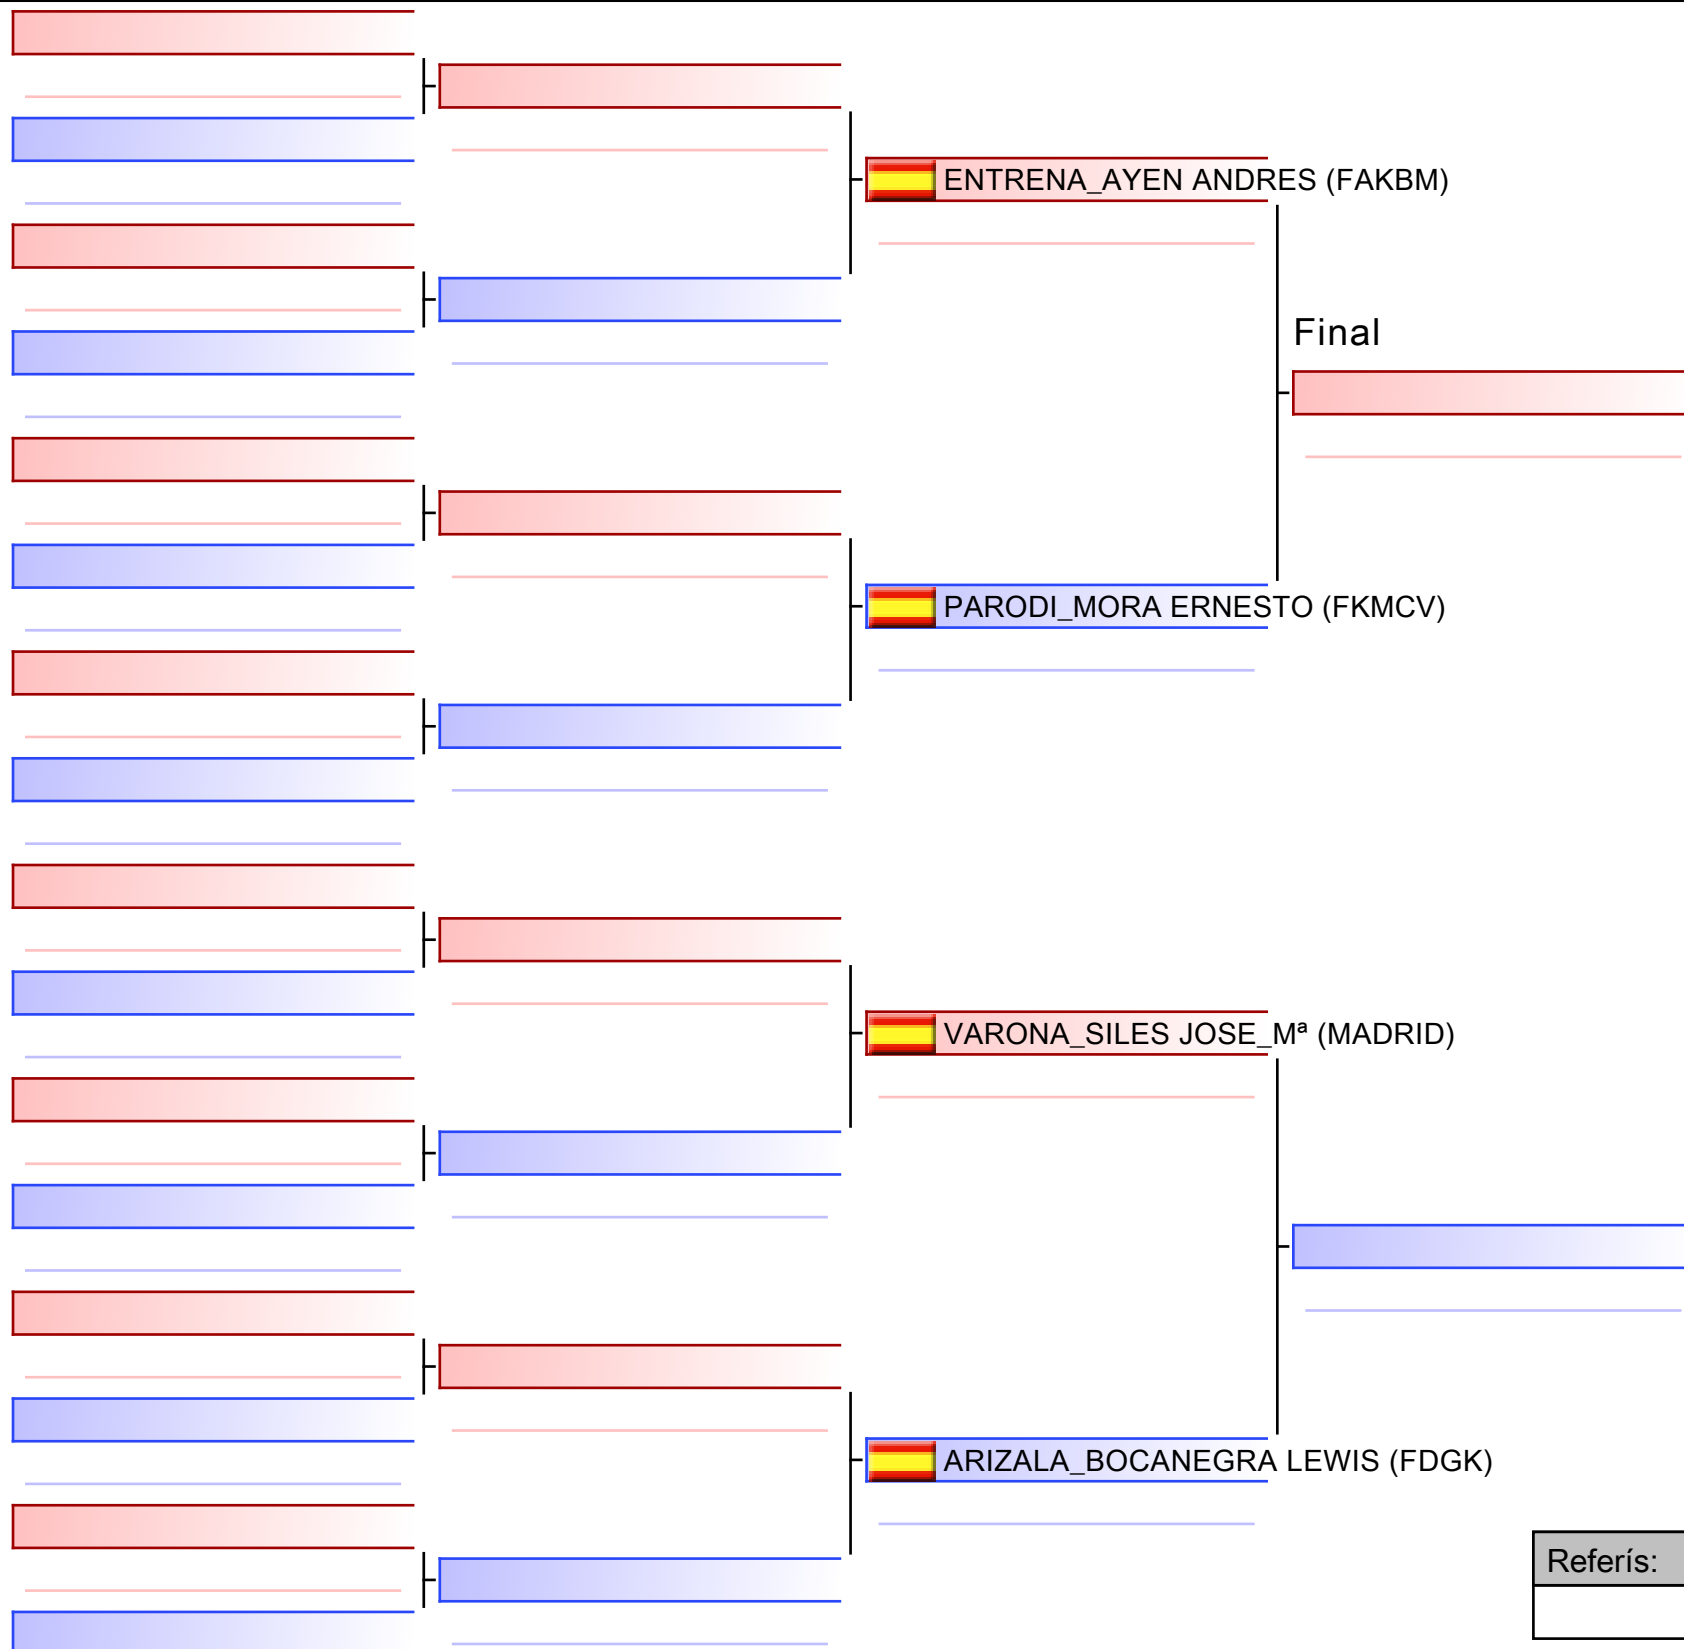 ENTRENA_AYEN ANDRES (FAKBM)
Final
PARODI_MORA ERNESTO (FKMCV)
VARONA_SILES JOSE_Mª (MADRID)
ARIZALA_BOCANEGRA LEWIS (FDGK)
Referís: